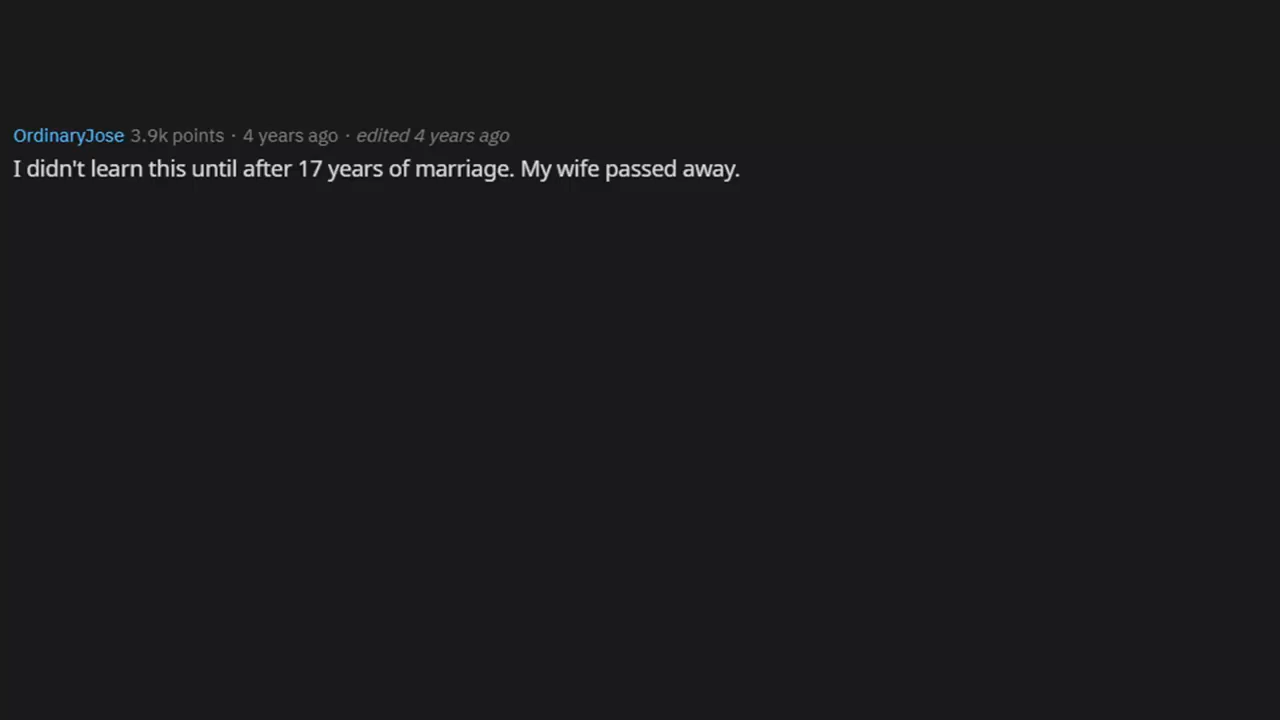 OrdinaryJose 3.9k points · 4 years ago · edited 4 years ago
I didn't learn this until after 17 years of marriage. My wife passed away.